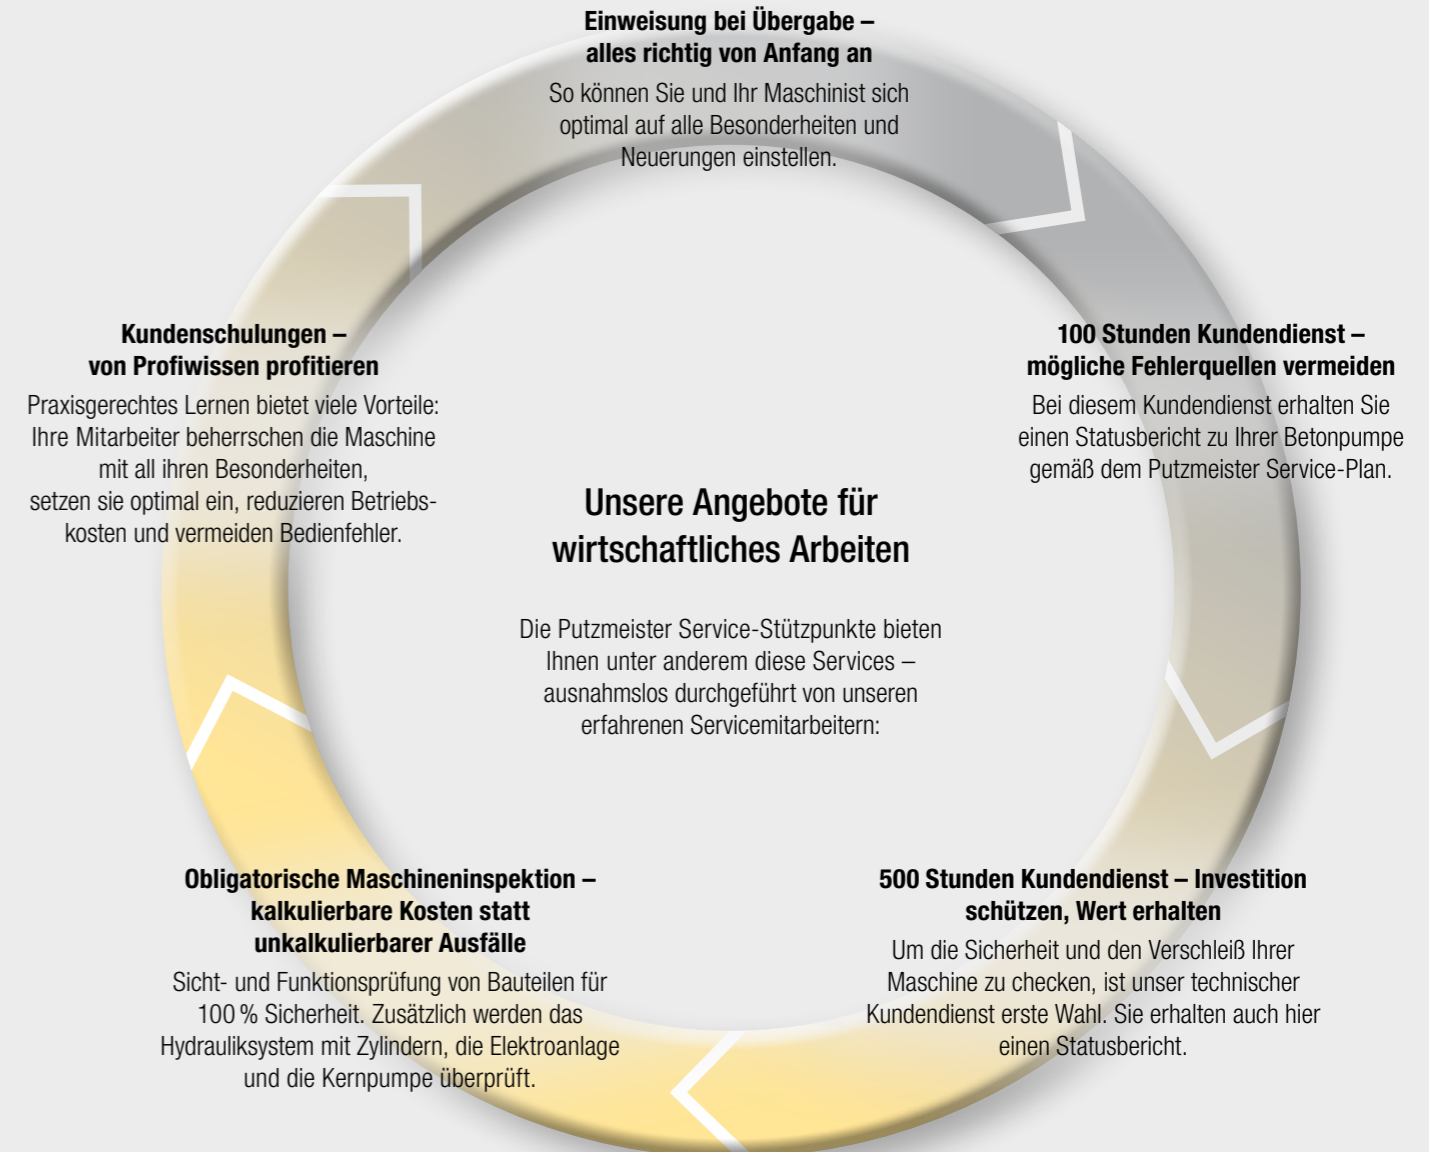 Einweisung bei Übergabe –
alles richtig von Anfang an
So können Sie und Ihr Maschinist sich
optimal auf alle Besonderheiten und
Neuerungen einstellen.
100 Stunden Kundendienst –
mögliche Fehlerquellen vermeiden
Bei diesem Kundendienst erhalten Sie
einen Statusbericht zu Ihrer Betonpumpe
gemäß dem Putzmeister Service-Plan.
500 Stunden Kundendienst – Investition
schützen, Wert erhalten
Um die Sicherheit und den Verschleiß Ihrer
Maschine zu checken, ist unser technischer
Kundendienst erste Wahl. Sie erhalten auch hier
einen Statusbericht.
Obligatorische Maschineninspektion –
kalkulierbare Kosten statt
unkalkulierbarer Ausfälle
Sicht- und Funktionsprüfung von Bauteilen für
100 % Sicherheit. Zusätzlich werden das
Hydrauliksystem mit Zylindern, die Elektroanlage
und die Kernpumpe überprüft.
Kundenschulungen –
von Profiwissen profitieren
Praxisgerechtes Lernen bietet viele Vorteile:
Ihre Mitarbeiter beherrschen die Maschine
mit all ihren Besonderheiten,
setzen sie optimal ein, reduzieren Betriebs-
kosten und vermeiden Bedienfehler.
Unsere Angebote für
wirtschaftliches Arbeiten
Die Putzmeister Service-Stützpunkte bieten
Ihnen unter anderem diese Services –
ausnahmslos durchgeführt von unseren
erfahrenen Servicemitarbeitern: